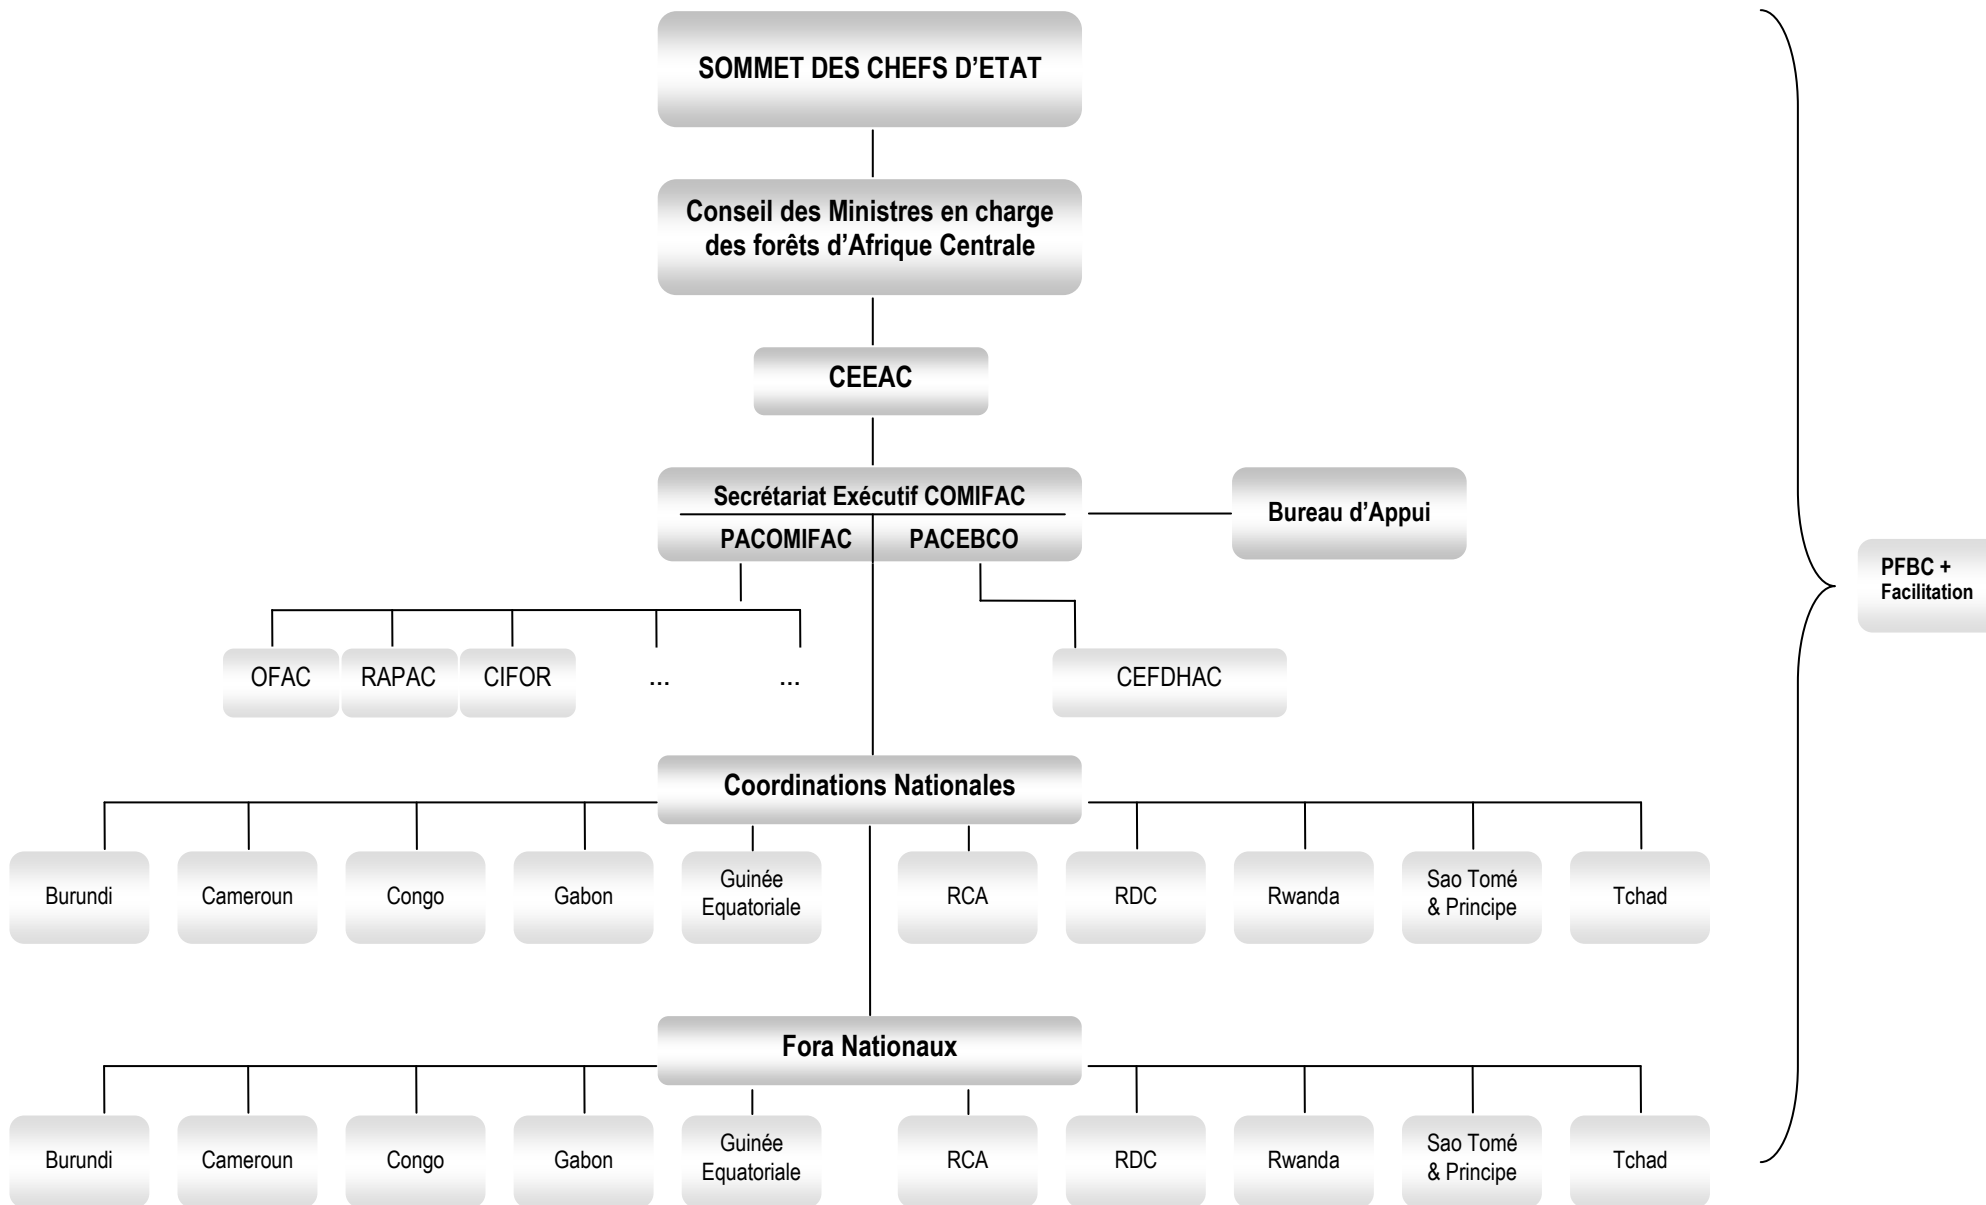 SOMMET DES CHEFS D’ETAT
Conseil des Ministres en charge
des forêts d’Afrique Centrale
CEEAC
Secrétariat Exécutif COMIFAC
PACOMIFAC
PACEBCO
Bureau d’Appui
PFBC +
Facilitation
OFAC
RAPAC
CIFOR
...
...
CEFDHAC
Coordinations Nationales
Burundi
Cameroun
Congo
Gabon
Guinée
Equatoriale
RCA
RDC
Rwanda
Sao Tomé
& Principe
Tchad
Fora Nationaux
Burundi
Cameroun
Congo
Gabon
Guinée
Equatoriale
RCA
RDC
Rwanda
Sao Tomé
& Principe
Tchad